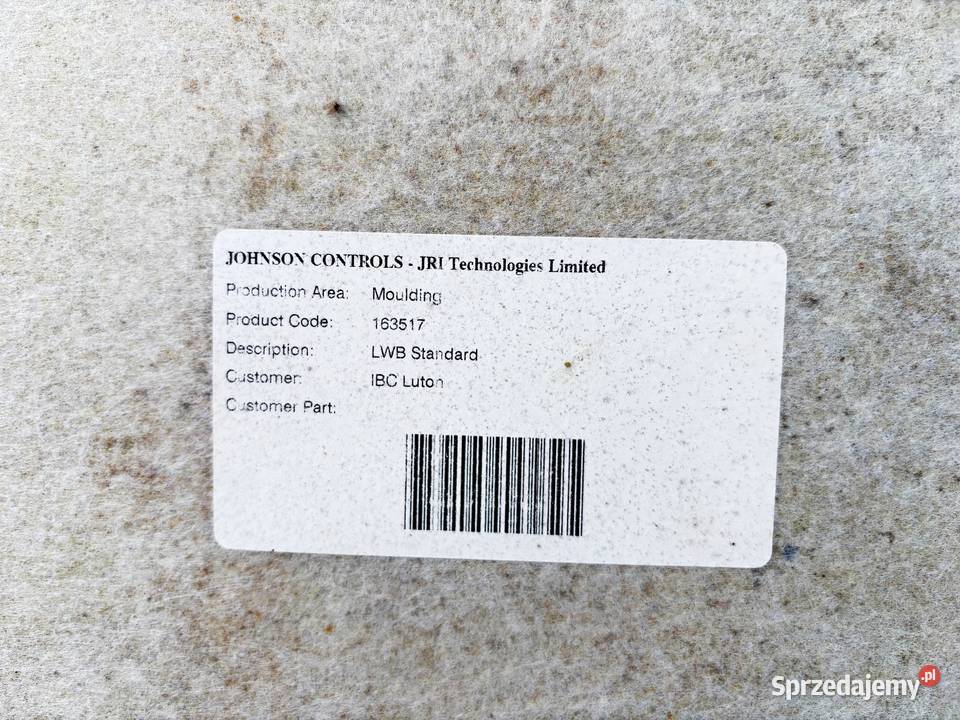 JOHNSON CONTROLS - JRI Technologies Limited
Production Area: Moulding
Product Code: 163517
Description: LWB Standard
Customer: IBC Luton
Customer Part:
Sprzedajemy.pl